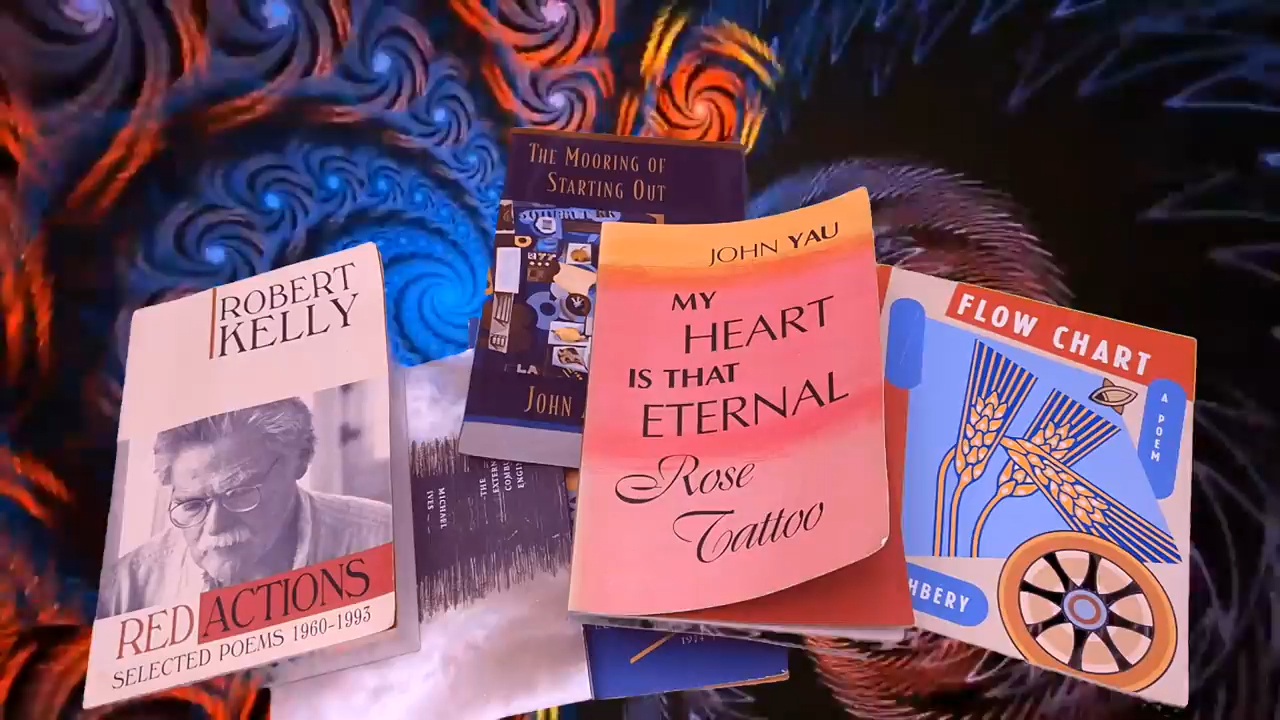 ROBERT
KELLY
RED ACTIONS
SELECTED POEMS 1960-1993
MICHAEL
IVES
THE
THE MOORING OF
STARTING OUT
JOHN
JOHN YAU
MY
HEART
IS THAT
ETERNAL
Rose
Tattoo
FLOW CHART
A POEM
HBERY